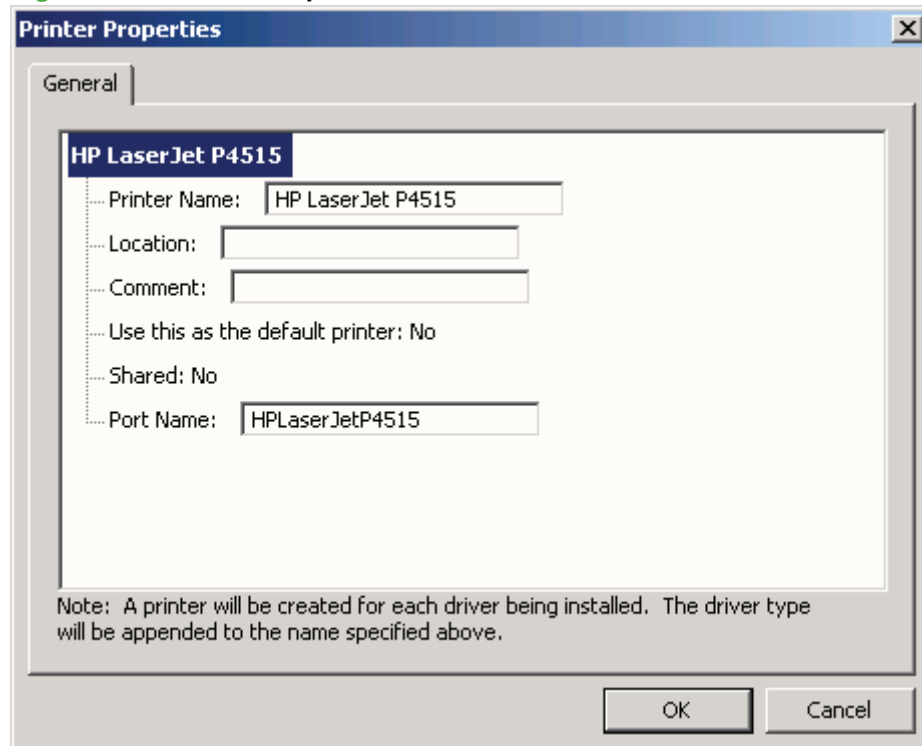 Printer Properties
General
HP LaserJet P4515
Printer Name: HP LaserJet P4515
Location:
Comment:
Use this as the default printer: No
Shared: No
Port Name: HPLaserJetP4515
Note: A printer will be created for each driver being installed. The driver type
will be appended to the name specified above.
OK Cancel